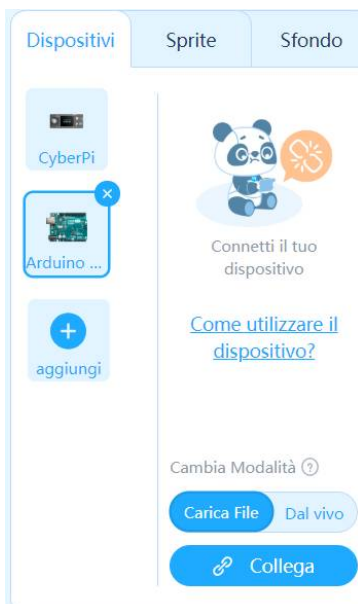 Dispositivi Sprite Sfondo
CyberPi
Arduino ...
aggiungi
Connetti il tuo
dispositivo
Come utilizzare il
dispositivo?
Cambia Modalità ?
Carica File Dal vivo
Collega